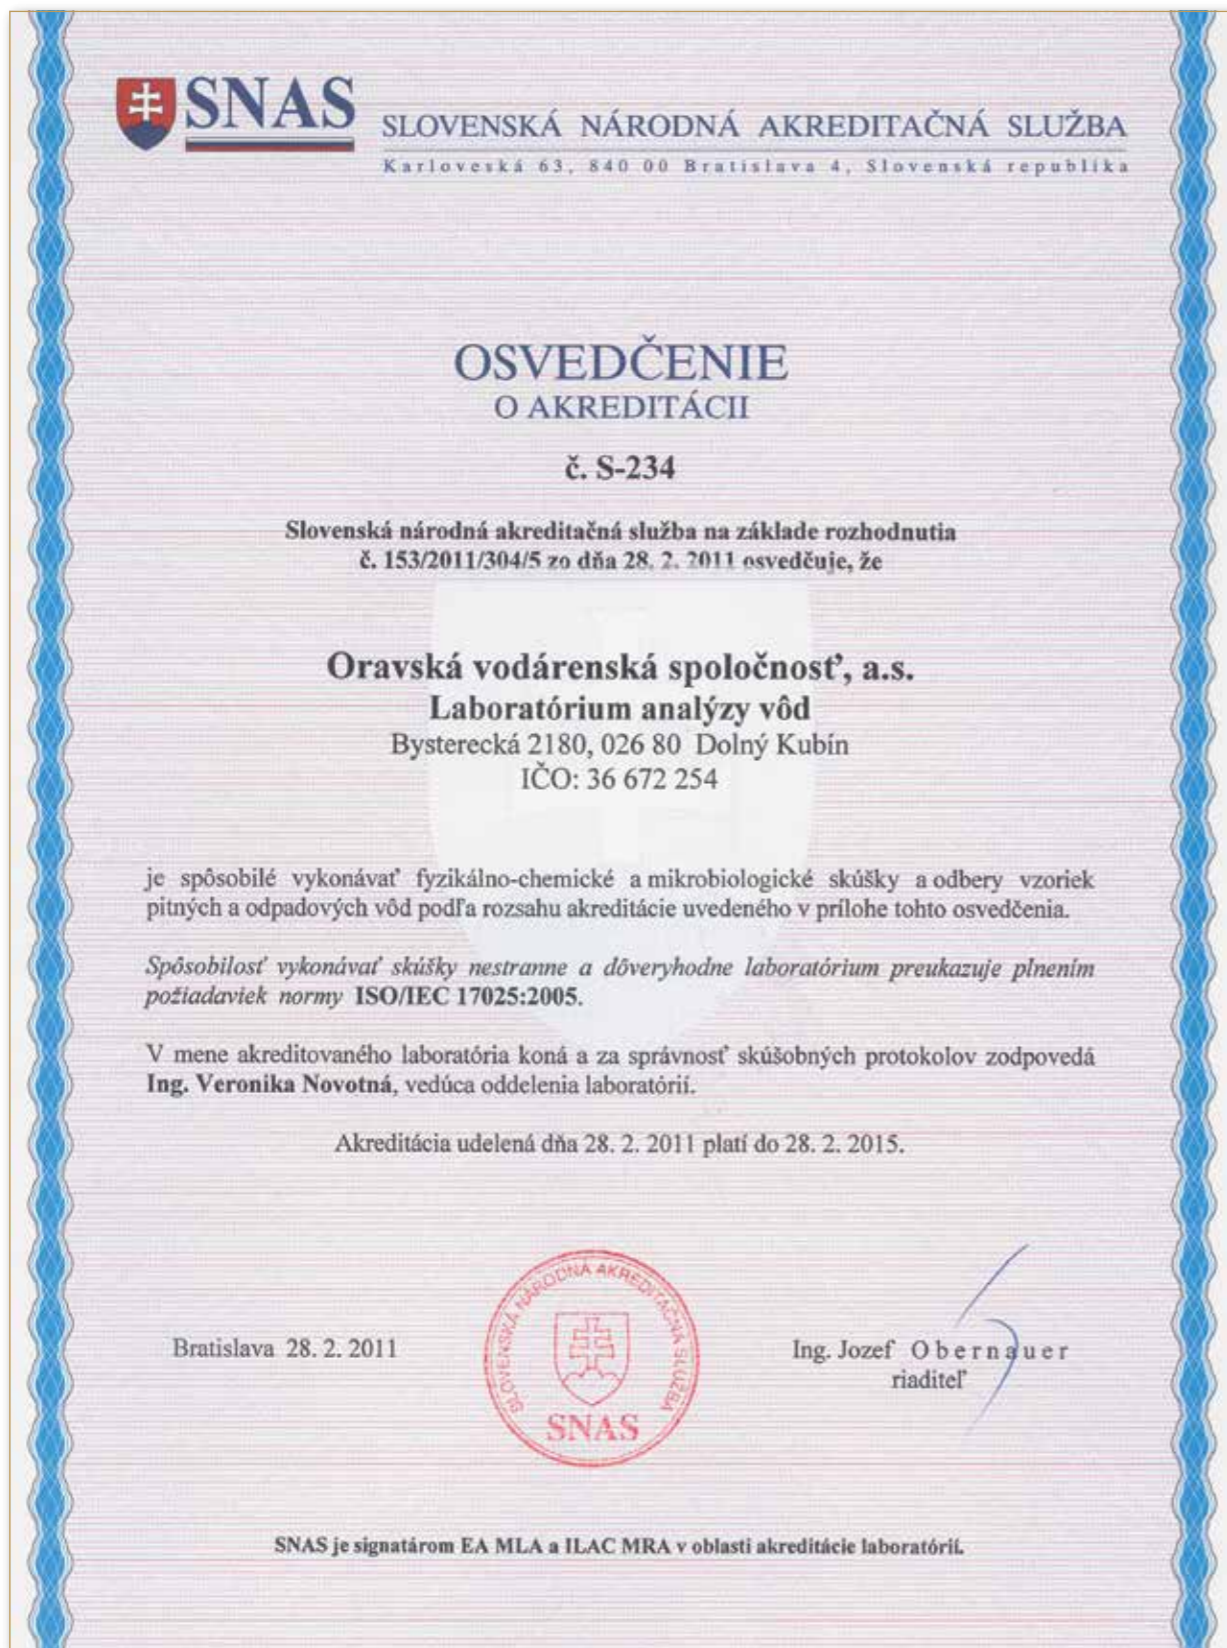 SNAS
SLOVENSKÁ NÁRODNÁ AKREDITAČNÁ SLUŽBA
Karloveská 63, 840 00 Bratislava 4, Slovenská republika
OSVEDČENIE
O AKREDITÁCII
č. S-234
Slovenská národná akreditačná služba na základe rozhodnutia
č. 153/2011/304/5 zo dňa 28. 2. 2011 osvedčuje, že
Oravská vodárenská spoločnosť, a.s.
Laboratórium analýzy vôd
Bysterecká 2180, 026 80 Dolný Kubín
IČO: 36 672 254
je spôsobilé vykonávať fyzikálno-chemické a mikrobiologické skúšky a odbery vzoriek
pitných a odpadových vôd podľa rozsahu akreditácie uvedeného v prílohe tohto osvedčenia.
Spôsobilosť vykonávať skúšky nestranne a dôveryhodne laboratórium preukazuje plnením
požiadaviek normy ISO/IEC 17025:2005.
V mene akreditovaného laboratória koná a za správnosť skúšobných protokolov zodpovedá
Ing. Veronika Novotná, vedúca oddelenia laboratórií.
Akreditácia udelená dňa 28. 2. 2011 platí do 28. 2. 2015.
SLOVENSKÁ NÁRODNÁ AKREDITAČNÁ SLUŽBA
SNAS
Bratislava 28. 2. 2011
Ing. Jozef Obernauer
riaditeľ
SNAS je signatárom EA MLA a ILAC MRA v oblasti akreditácie laboratórií.